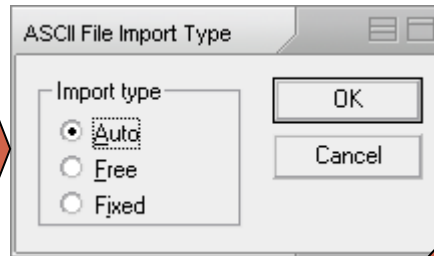 ASCII File Import Type
Import type
OK
Auto
Cancel
Free
Fixed